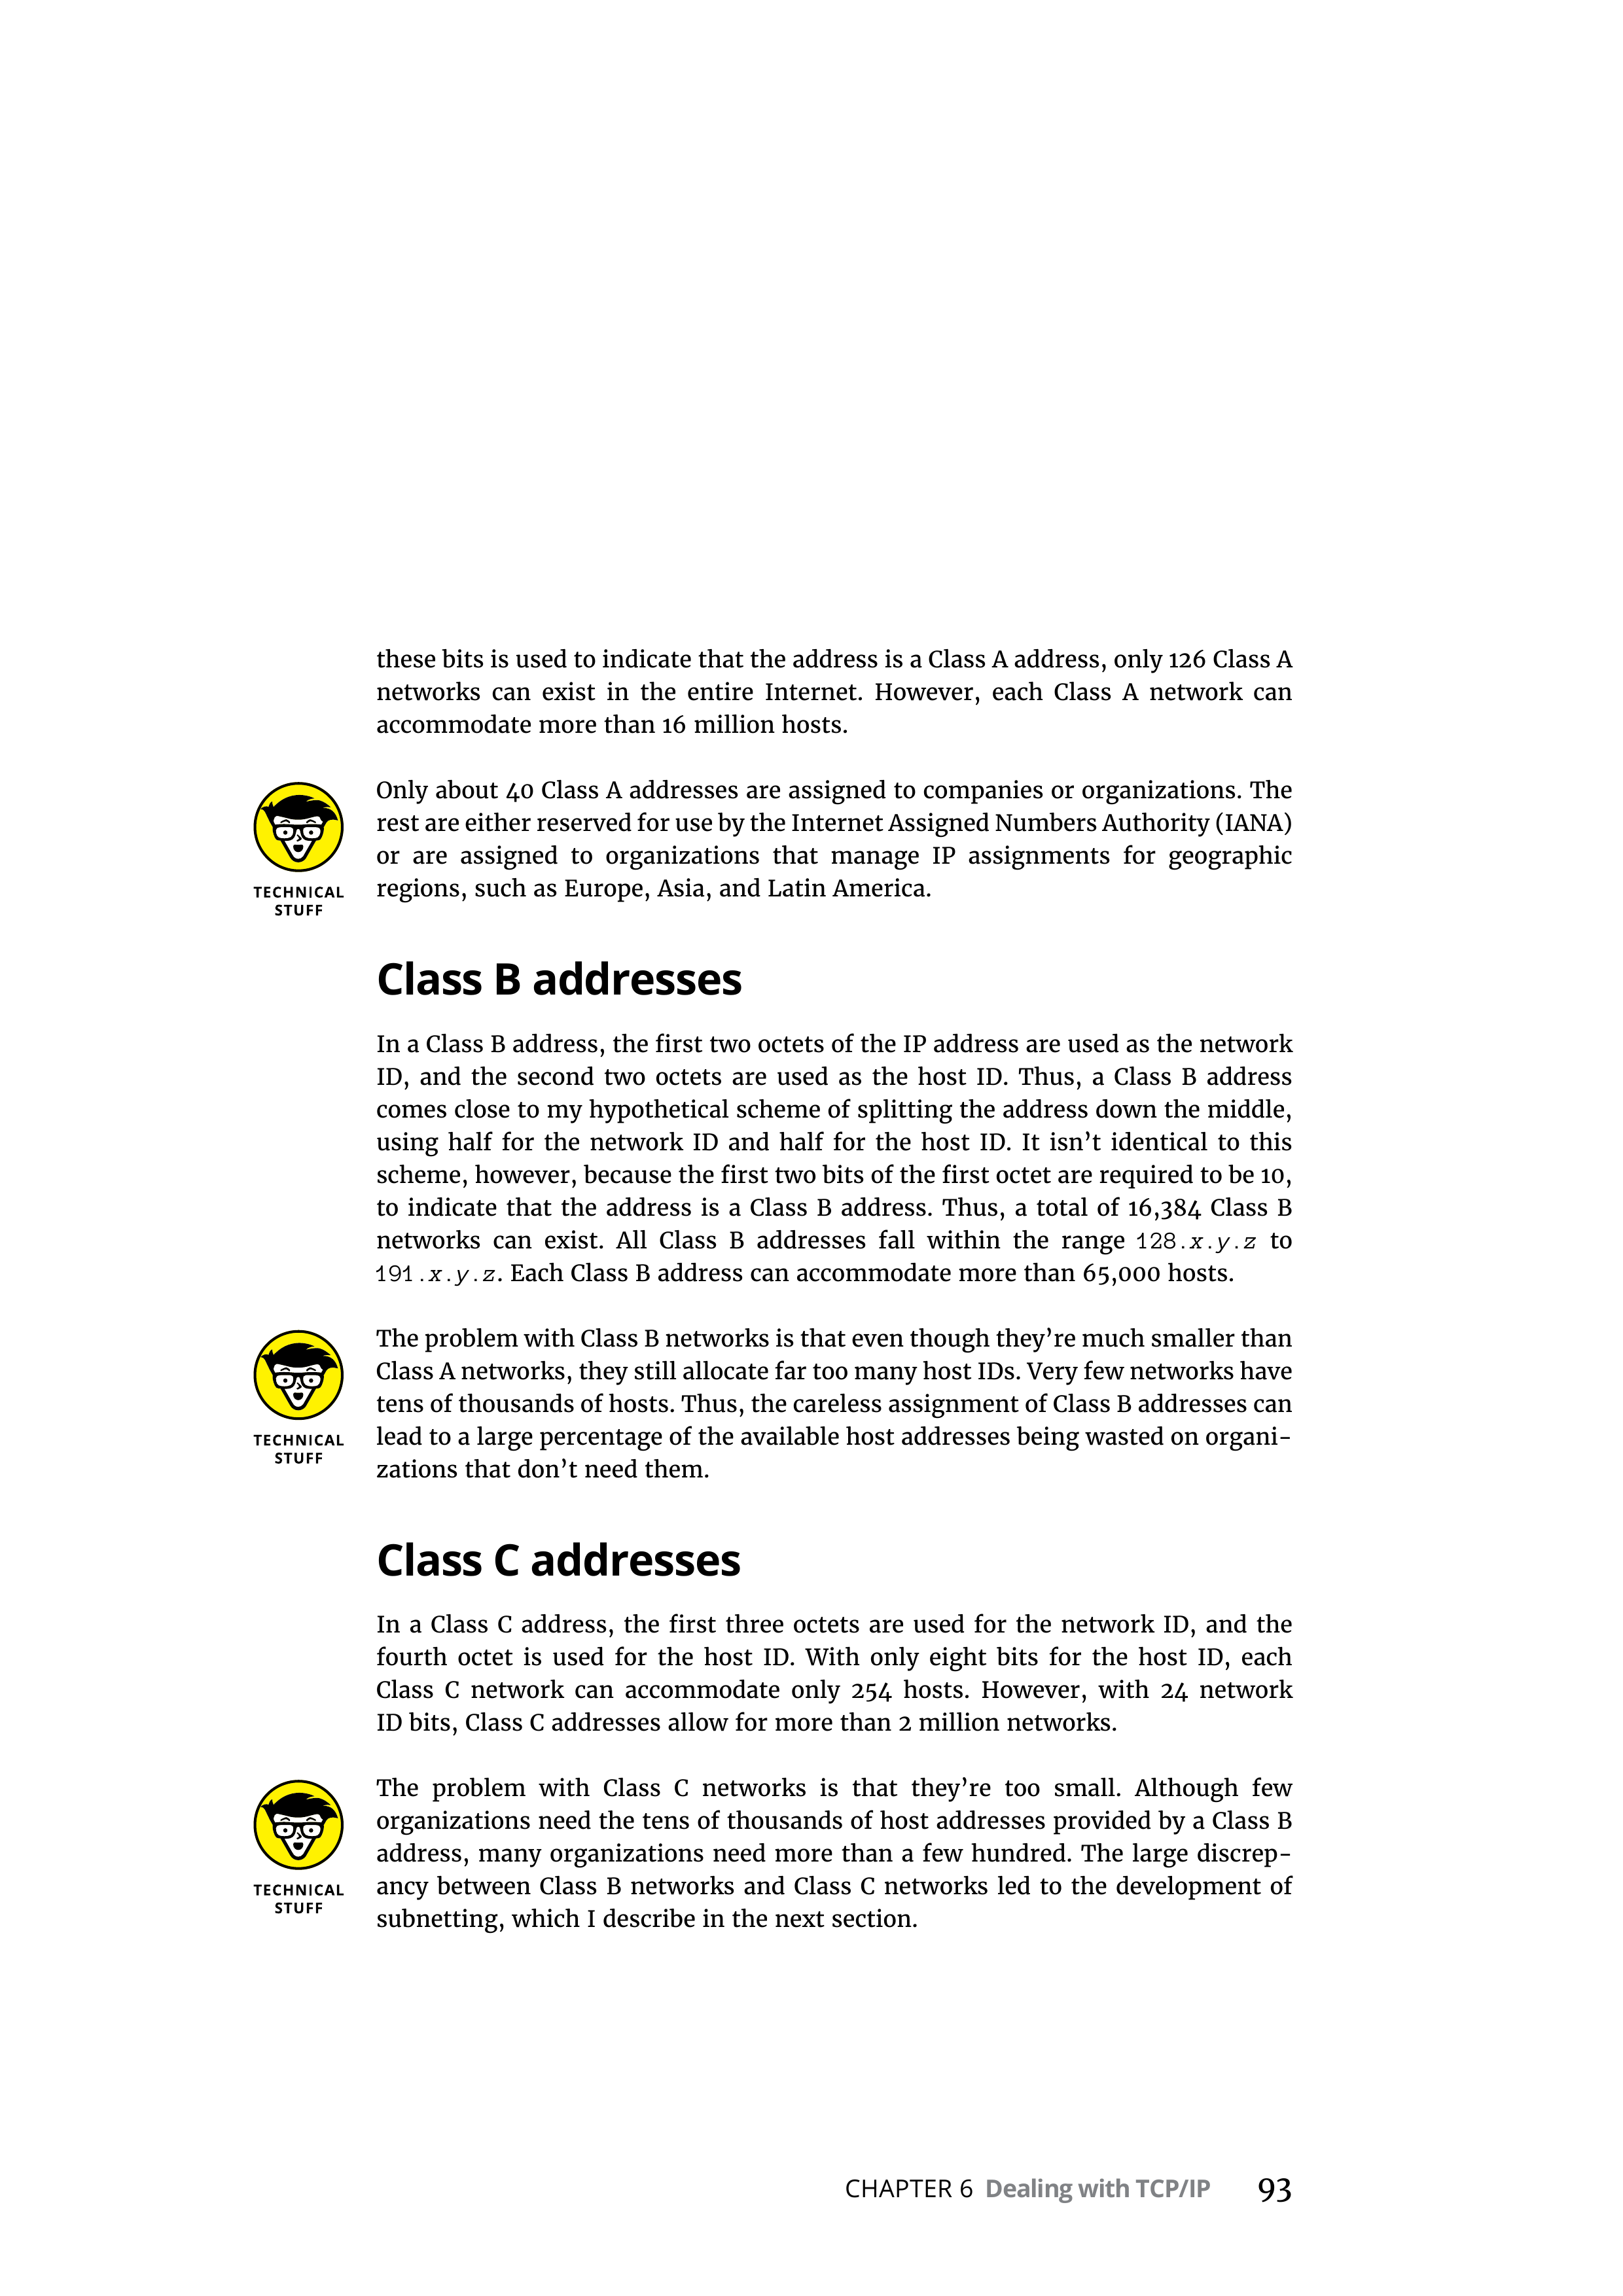 these bits is used to indicate that the address is a Class A address, only 126 Class A
networks can exist in the entire Internet. However, each Class A network can
accommodate more than 16 million hosts.
Only about 40 Class A addresses are assigned to companies or organizations. The
rest are either reserved for use by the Internet Assigned Numbers Authority (IANA)
or are assigned to organizations that manage IP assignments for geographic
regions, such as Europe, Asia, and Latin America.
TECHNICAL
STUFF
Class B addresses
In a Class B address, the first two octets of the IP address are used as the network
ID, and the second two octets are used as the host ID. Thus, a Class B address
comes close to my hypothetical scheme of splitting the address down the middle,
using half for the network ID and half for the host ID. It isn’t identical to this
scheme, however, because the first two bits of the first octet are required to be 10,
to indicate that the address is a Class B address. Thus, a total of 16,384 Class B
networks can exist. All Class B addresses fall within the range 128.x.y.z to
191.x.y.z. Each Class B address can accommodate more than 65,000 hosts.
The problem with Class B networks is that even though they’re much smaller than
Class A networks, they still allocate far too many host IDs. Very few networks have
tens of thousands of hosts. Thus, the careless assignment of Class B addresses can
lead to a large percentage of the available host addresses being wasted on organi-
zations that don’t need them.
TECHNICAL
STUFF
Class C addresses
In a Class C address, the first three octets are used for the network ID, and the
fourth octet is used for the host ID. With only eight bits for the host ID, each
Class C network can accommodate only 254 hosts. However, with 24 network
ID bits, Class C addresses allow for more than 2 million networks.
The problem with Class C networks is that they’re too small. Although few
organizations need the tens of thousands of host addresses provided by a Class B
address, many organizations need more than a few hundred. The large discrep-
ancy between Class B networks and Class C networks led to the development of
subnetting, which I describe in the next section.
TECHNICAL
STUFF
CHAPTER 6 Dealing with TCP/IP 93